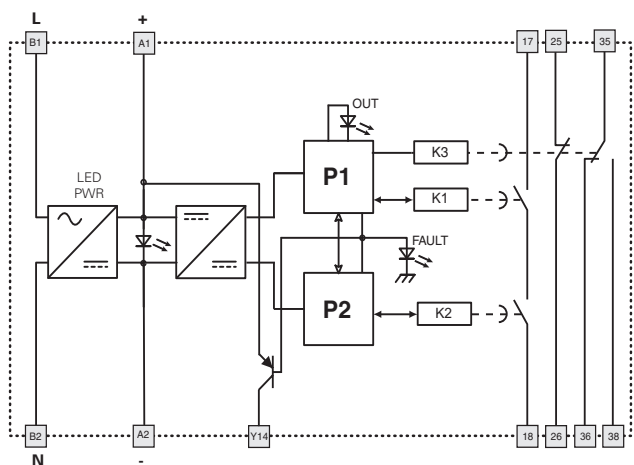 L +
B1 A1 17 25 35
OUT
K3
LED
PWR
P1
K1
FAULT
P2
K2
B2 A2 Y14 18 26 36 38
N -